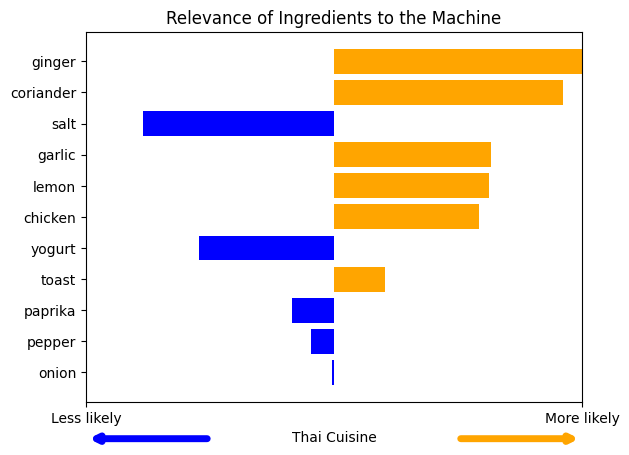 Relevance of Ingredients to the Machine
ginger
coriander
salt
garlic
lemon
chicken
yogurt
toast
paprika
pepper
onion
Less likely
More likely
Thai Cuisine